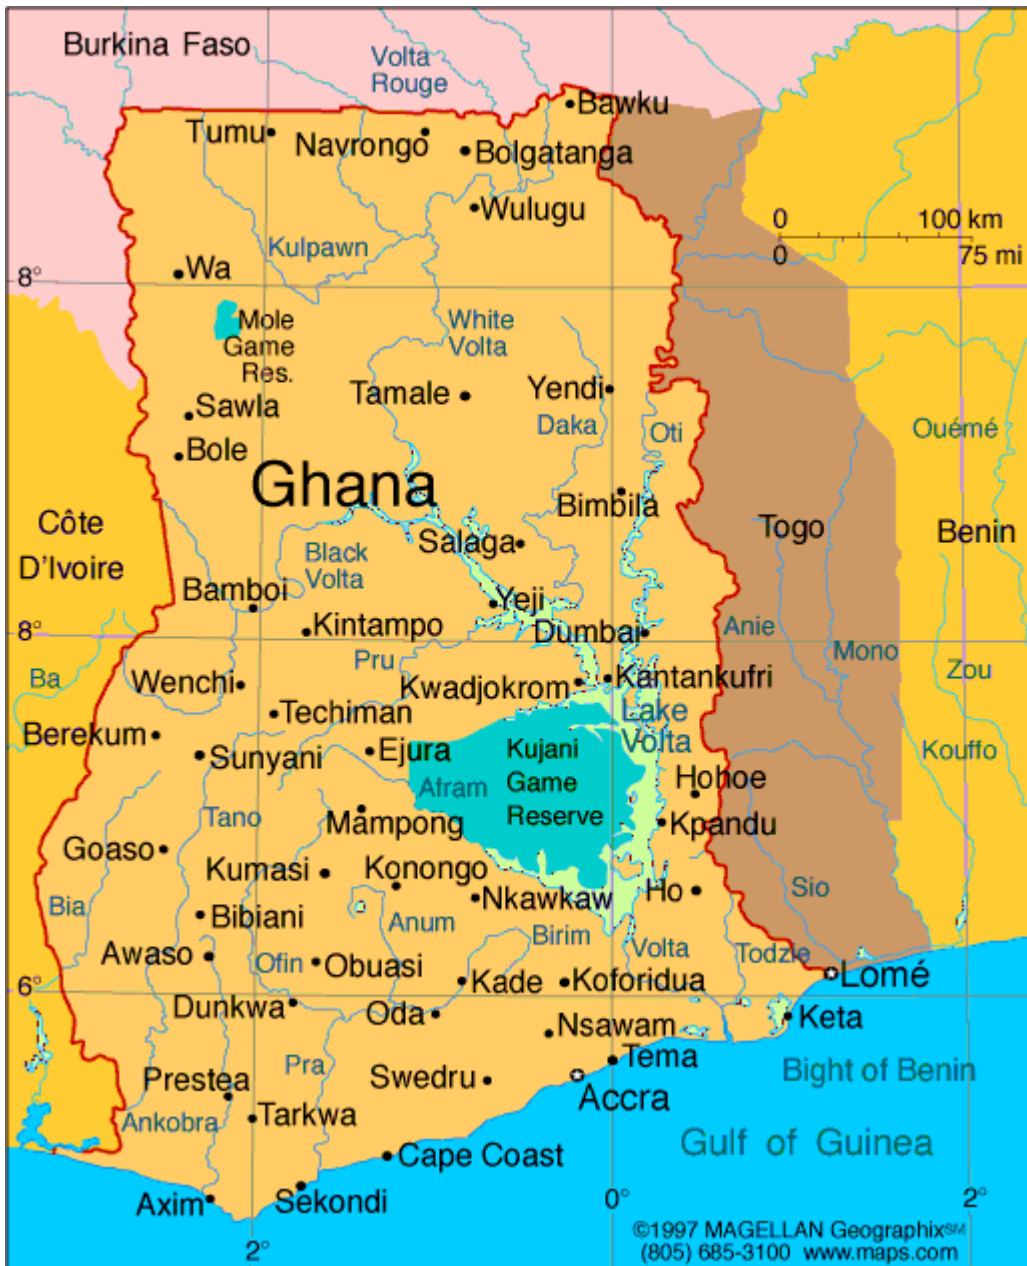 Burkina Faso
Volta
Rouge
Bawku
Tumu
Navrongo
Bolgatanga
Wulugu
0
100 km
0
75 mi
Kulpawn
Wa
8°
Mole
Game
Res.
White
Volta
Tamale
Yendi
Sawla
Daka
Oti
Ouémé
Bole
Ghana
Bimbila
Côte
D'Ivoire
Togo
Benin
Salaga
Black
Volta
Bamboi
Yeji
Kintampo
Dumbai
8°
Anie
Mono
Pru
Ba
Wenchi
Kwadjokrom
Kantankufri
Zou
Techiman
Lake
Volta
Berekum
Sunyani
Ejura
Kujani
Game
Reserve
Kouffo
Afram
Hohoe
Tano
Mampong
Kpandu
Goaso
Kumasi
Konongo
Nkawkaw
Ho
Sio
Bia
Bibiani
Anum
Birim
Volta
Todzie
Awaso
Ofin
Obuasi
Kade
Koforidua
Lomé
6°
Dunkwa
Oda
Nsawam
Keta
Pra
Tema
Prestea
Swedru
Accra
Bight of Benin
Ankobra
Tarkwa
Gulf of Guinea
Cape Coast
Axim
Sekondi
0°
2°
2°
©1997 MAGELLAN Geographix℠
(805) 685-3100 www.maps.com